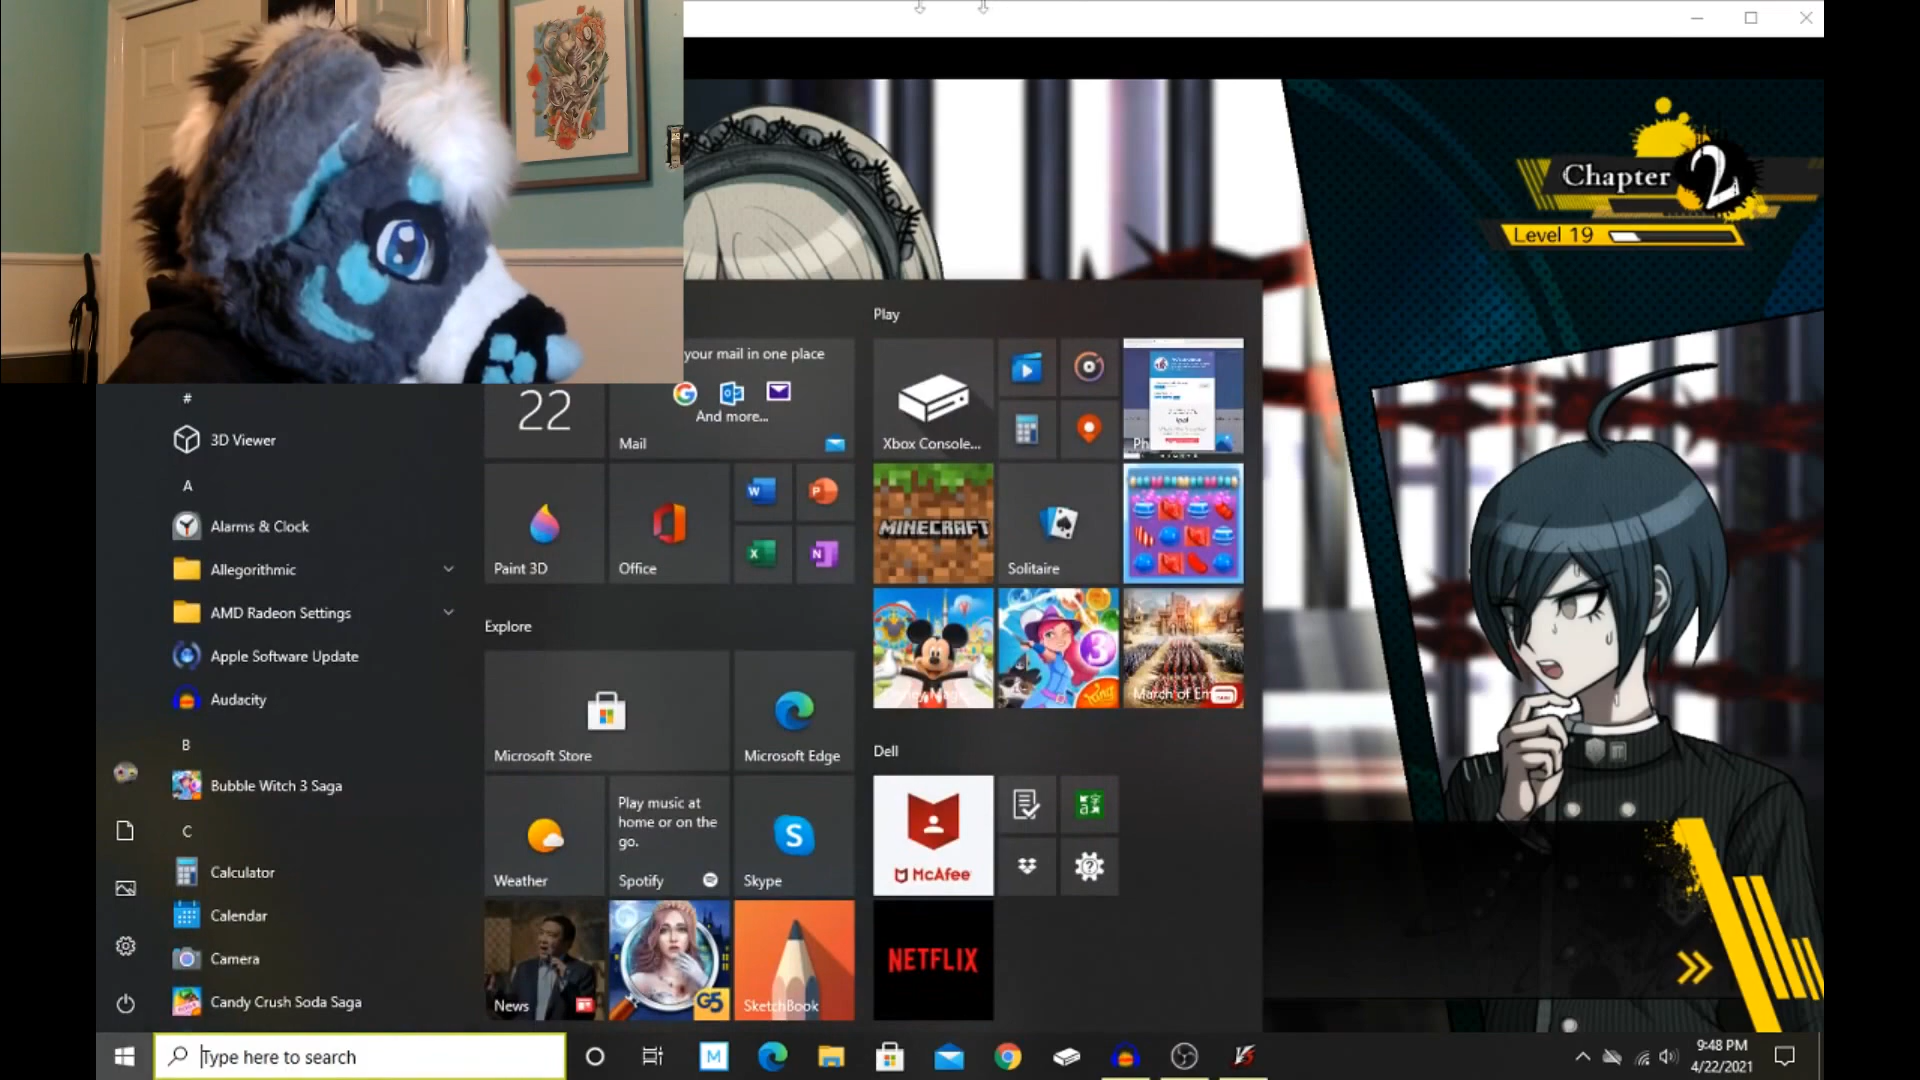 Chapter 2
Level 19
Play
your mail in one place
And more...
22
Mail
Xbox Console...
#
3D Viewer
A
Alarms & Clock
Allegorithmic
AMD Radeon Settings
Apple Software Update
Audacity
B
Bubble Witch 3 Saga
C
Calculator
Calendar
Camera
Candy Crush Soda Saga
Paint 3D
Office
W
P
X
N
MINECRAFT
Solitaire
Explore
3
King
March of Em
Microsoft Store
Microsoft Edge
Dell
Weather
Play music at
home or on the
go.
Spotify
S
Skype
McAfee
News
G5
SketchBook
NETFLIX
Type here to search
M
9:48 PM
4/22/2021